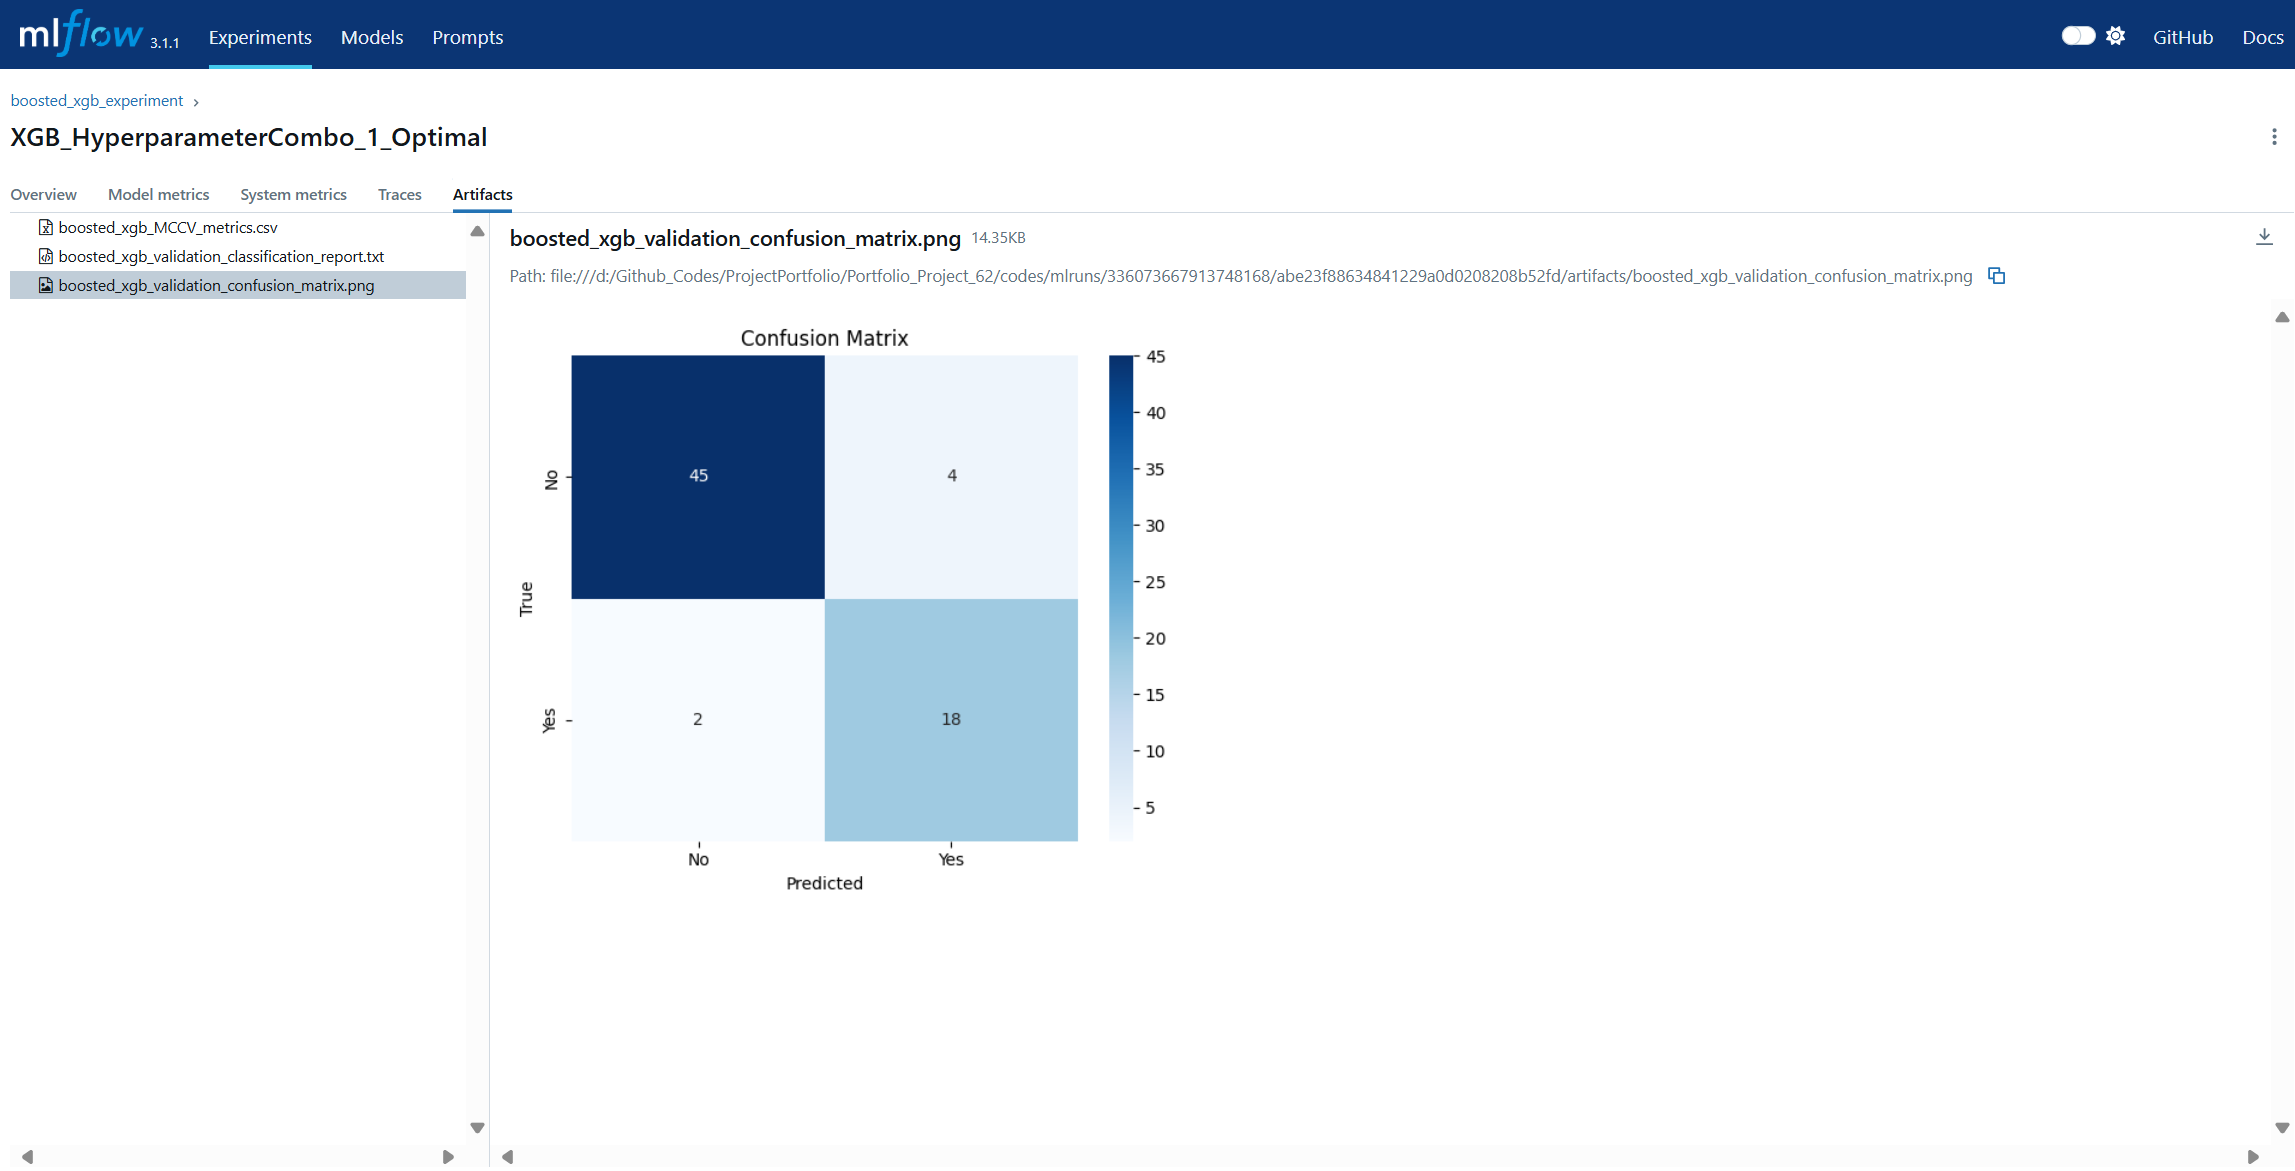 mlflow 3.1.1 Experiments Models Prompts GitHub Docs
boosted_xgb_experiment ›
XGB_HyperparameterCombo_1_Optimal
Overview Model metrics System metrics Traces Artifacts
boosted_xgb_MCCV_metrics.csv
boosted_xgb_validation_classification_report.txt
boosted_xgb_validation_confusion_matrix.png
boosted_xgb_validation_confusion_matrix.png 14.35KB
Path: file:///d:/Github_Codes/ProjectPortfolio/Portfolio_Project_62/codes/mlruns/336073667913748168/abe23f88634841229a0d0208208b52fd/artifacts/boosted_xgb_validation_confusion_matrix.png
Confusion Matrix
True
No
45 4
Yes
2 18
No Yes
Predicted
45
40
35
30
25
20
15
10
5